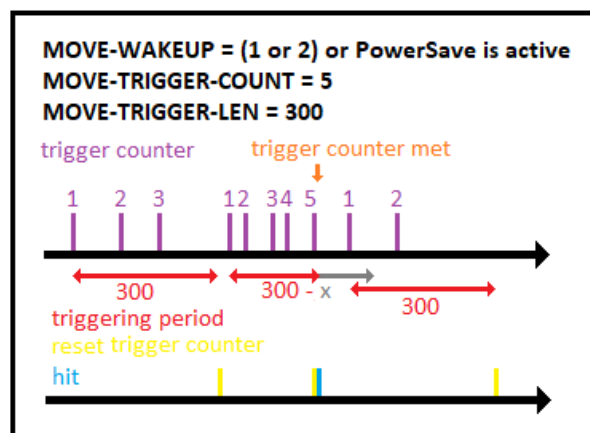 MOVE-WAKEUP = (1 or 2) or PowerSave is active
MOVE-TRIGGER-COUNT = 5
MOVE-TRIGGER-LEN = 300
trigger counter trigger counter met
1 2 3 1 2 3 4 5 1 2
300 300 - x 300
triggering period
reset trigger counter
hit